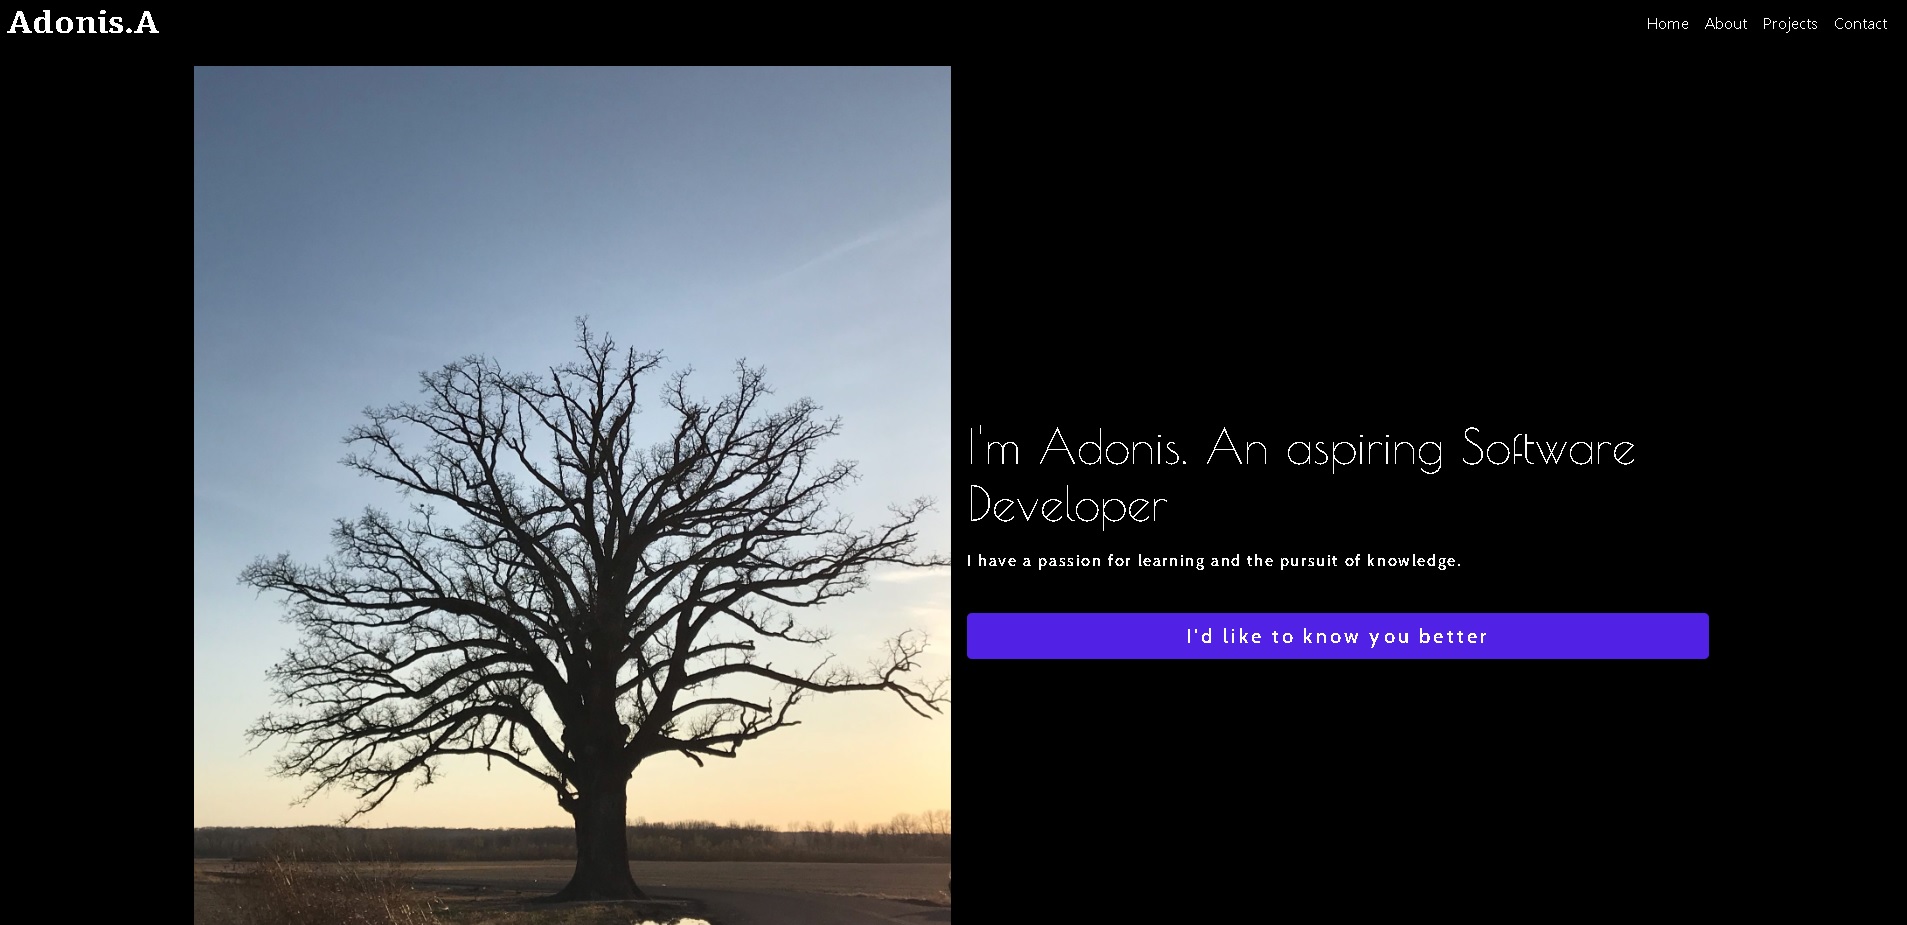 Adonis.A
Home About Projects Contact
I'm Adonis. An aspiring Software
Developer
I have a passion for learning and the pursuit of knowledge.
I'd like to know you better